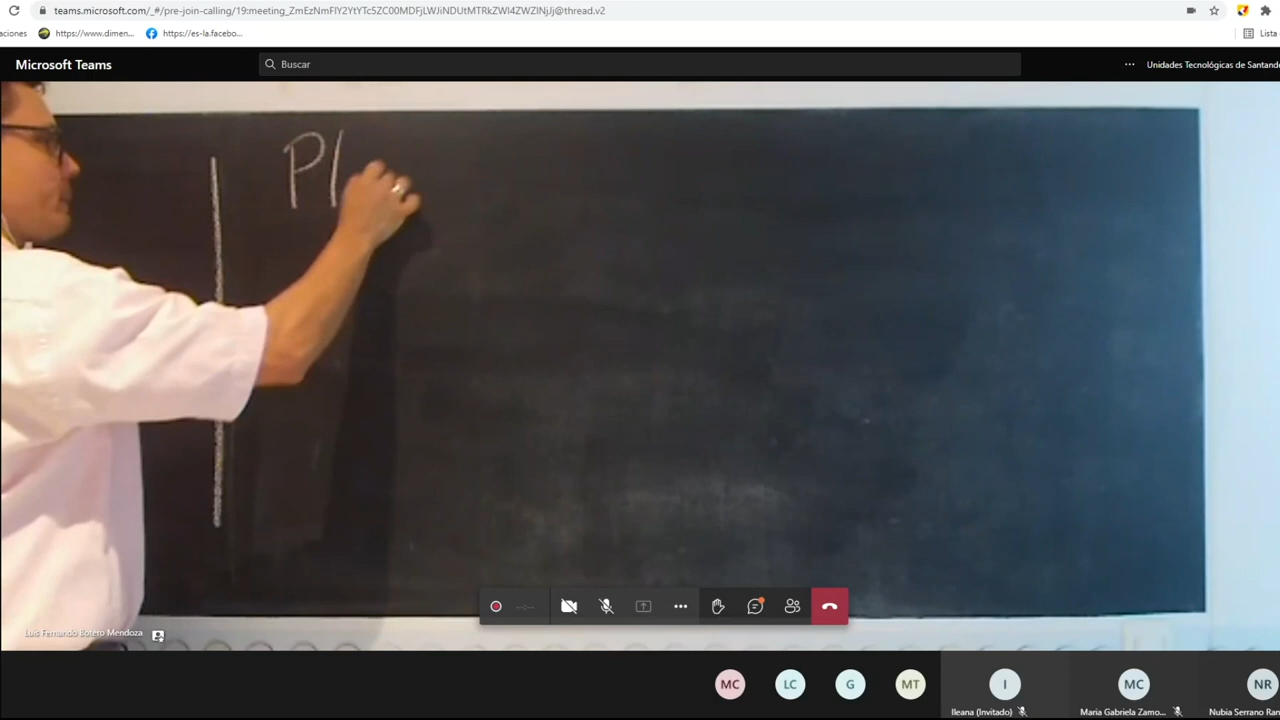 teams.microsoft.com/_#/pre-join-calling/19:meeting_ZmEzNmFlY2YtYTc5ZC00MDFjLWJiNDUtMTRkZWI4ZWZlNjJj@thread.v2
aciones https://www.dimen... https://es-la.facebo... Lista
Microsoft Teams Buscar ... Unidades Tecnológicas de Santande
Pl
--:--
Luis Fernando Botero Mendoza
MC LC G MT I MC NR
Ileana (Invitado) Maria Gabriela Zamo... Nubia Serrano Ran